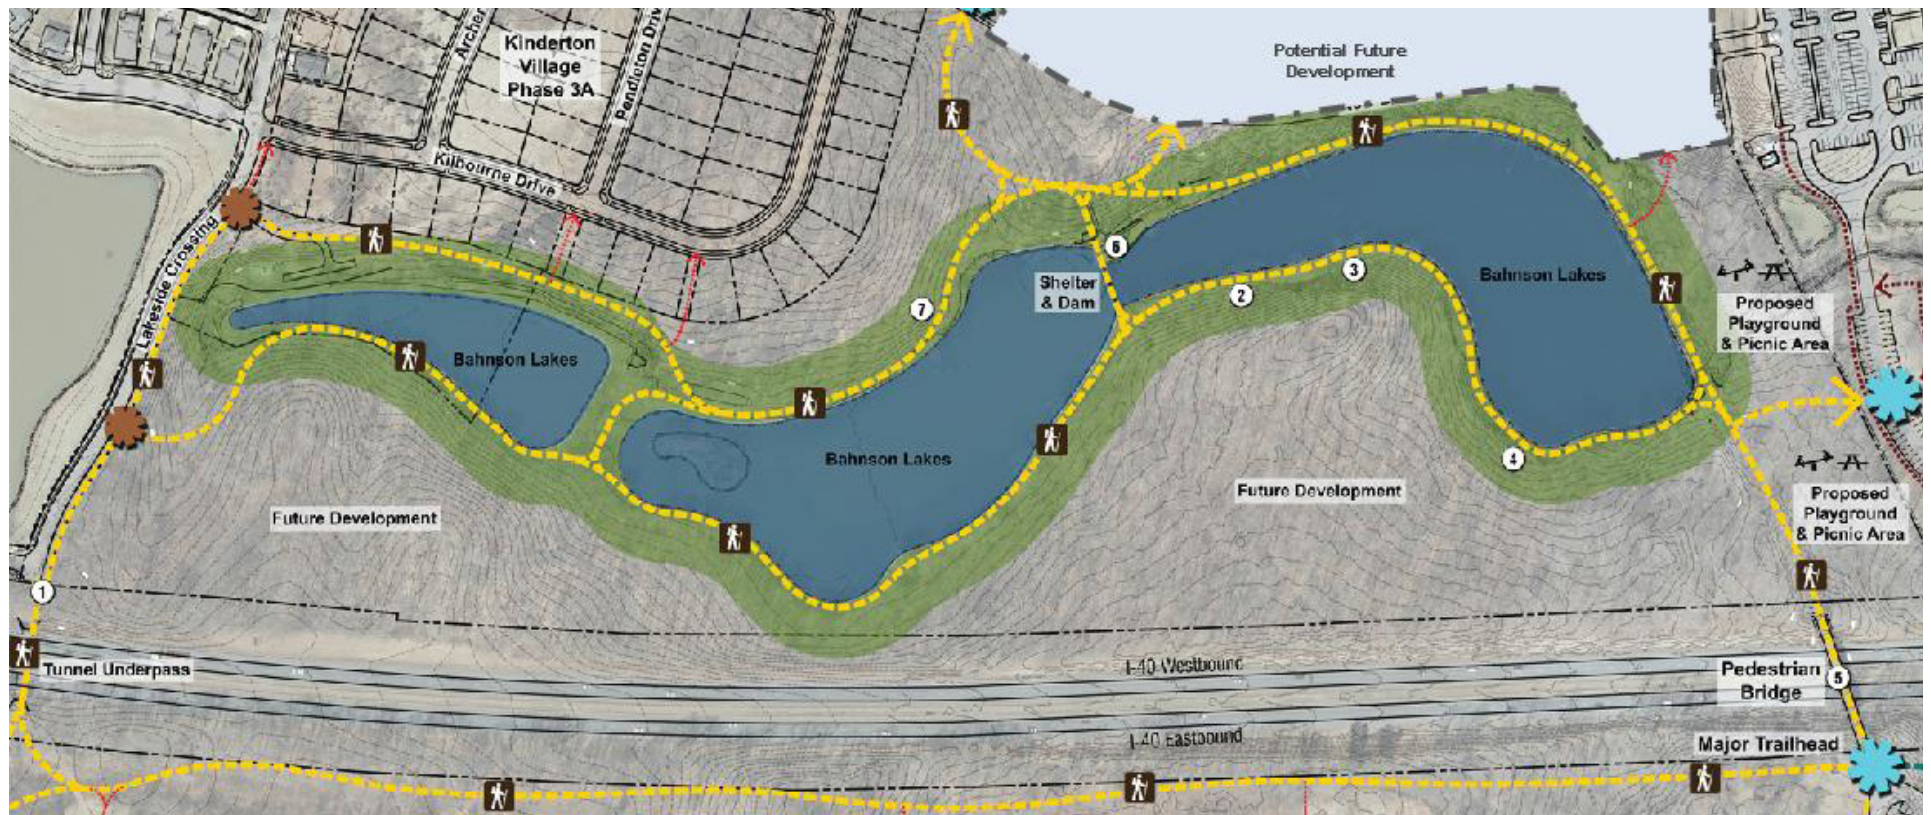 Kinderton
Village
Phase 3A
Archer
Pendleton Drive
Potential Future
Development
Kilbourne Drive
Lakeside Crossing
6
Shelter
& Dam
2
3
Bahnson Lakes
Proposed
Playground
& Picnic Area
7
Bahnson Lakes
Bahnson Lakes
4
Future Development
Future Development
Proposed
Playground
& Picnic Area
1
Tunnel Underpass
I-40 Westbound
Pedestrian
Bridge
5
I-40 Eastbound
Major Trailhead